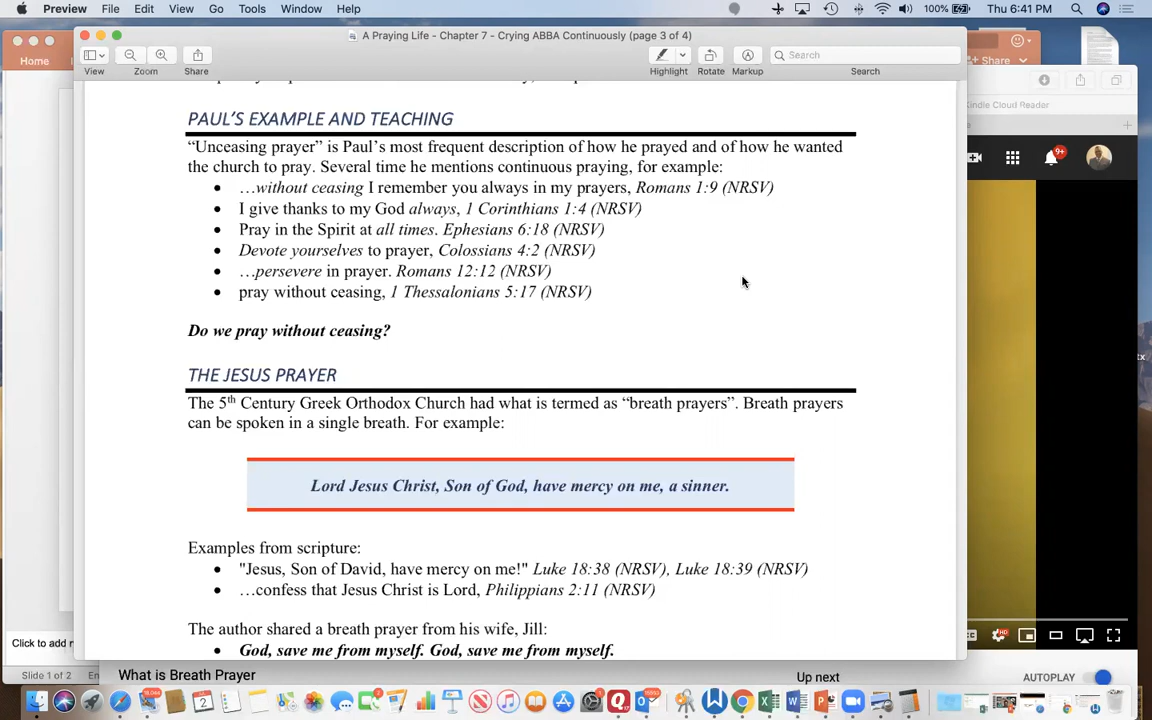 Preview File Edit View Go Tools Window Help 100% Thu 6:41 PM
A Praying Life - Chapter 7 - Crying ABBA Continuously (page 3 of 4)
Home
Share
Search
View Zoom Share Highlight Rotate Markup Search
Kindle Cloud Reader
9+
PAUL'S EXAMPLE AND TEACHING
“Unceasing prayer” is Paul’s most frequent description of how he prayed and of how he wanted
the church to pray. Several time he mentions continuous praying, for example:
• …without ceasing I remember you always in my prayers, Romans 1:9 (NRSV)
• I give thanks to my God always, 1 Corinthians 1:4 (NRSV)
• Pray in the Spirit at all times. Ephesians 6:18 (NRSV)
• Devote yourselves to prayer, Colossians 4:2 (NRSV)
• …persevere in prayer. Romans 12:12 (NRSV)
• pray without ceasing, 1 Thessalonians 5:17 (NRSV)
Do we pray without ceasing?
THE JESUS PRAYER
The 5th Century Greek Orthodox Church had what is termed as “breath prayers”. Breath prayers
can be spoken in a single breath. For example:
Lord Jesus Christ, Son of God, have mercy on me, a sinner.
Examples from scripture:
• "Jesus, Son of David, have mercy on me!" Luke 18:38 (NRSV), Luke 18:39 (NRSV)
• …confess that Jesus Christ is Lord, Philippians 2:11 (NRSV)
The author shared a breath prayer from his wife, Jill:
• God, save me from myself. God, save me from myself.
Click to add n
Slide 1 of 2
What is Breath Prayer
Up next
AUTOPLAY
HD